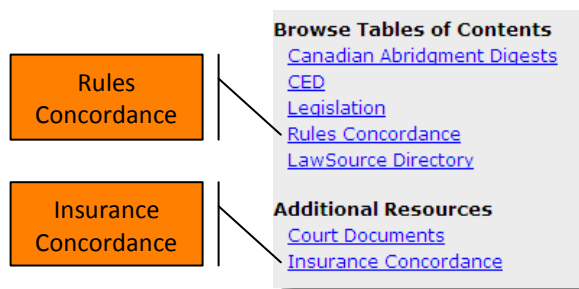 Rules
Concordance
Insurance
Concordance
Browse Tables of Contents
Canadian Abridgment Digests
CED
Legislation
Rules Concordance
LawSource Directory
Additional Resources
Court Documents
Insurance Concordance